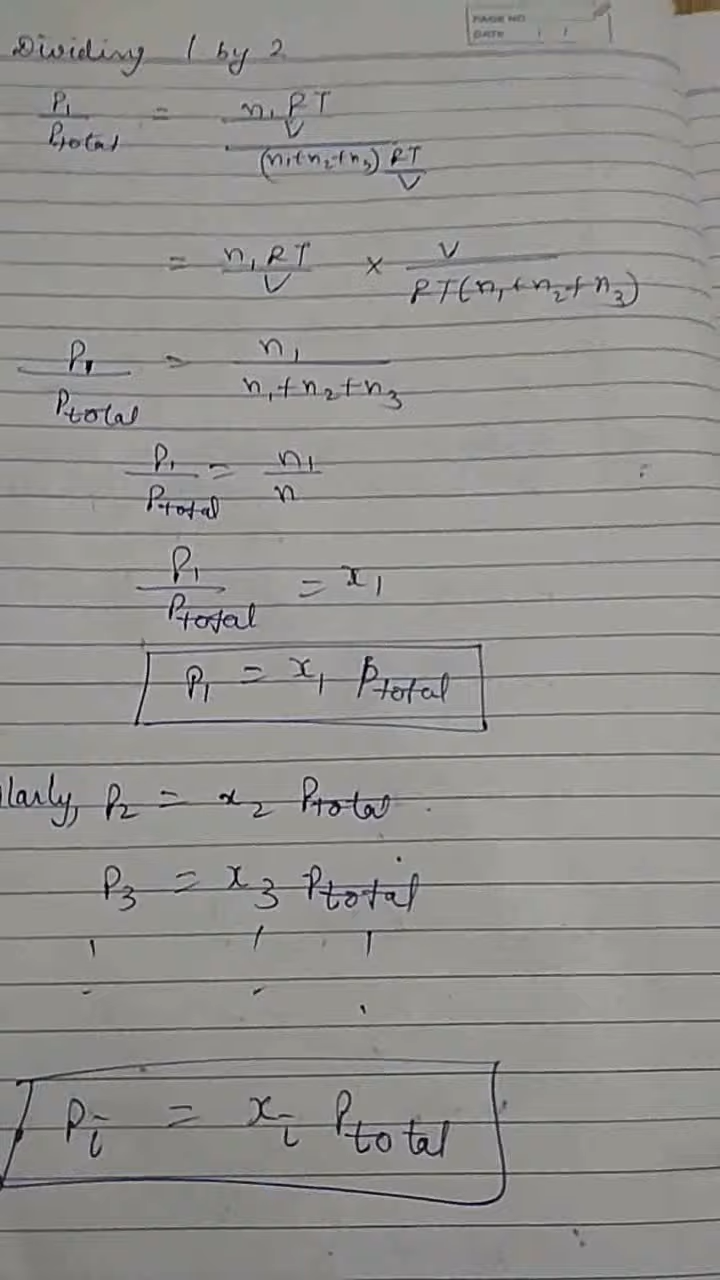 PAGE NO
DATE / /
Dividing 1 by 2
P₁ / Ptotal = (n₁RT / V) / ((n₁+n₂+n₃) RT / V)
= n₁RT / V × V / RT(n₁+n₂+n₃)
P₁ / Ptotal = n₁ / n₁+n₂+n₃
P₁ / Ptotal = n₁ / n
P₁ / Ptotal = x₁
P₁ = x₁ Ptotal
larly, P₂ = x₂ Ptotal
P₃ = x₃ Ptotal
Pi = xi Ptotal